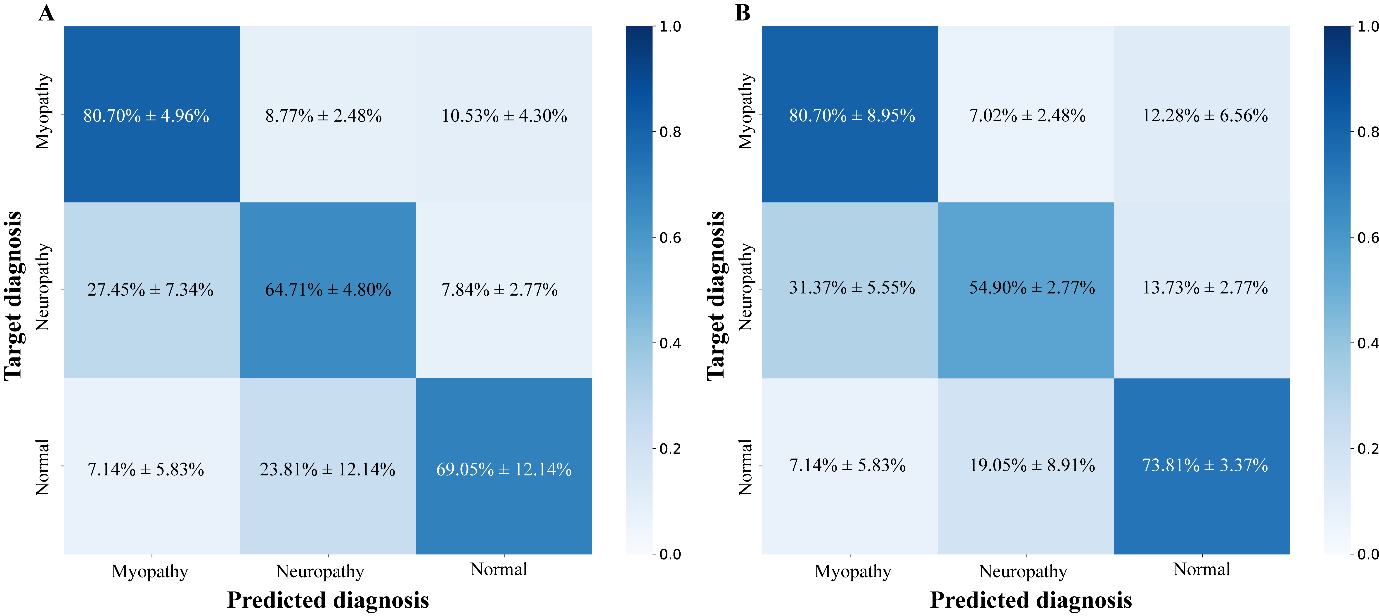 A
Target diagnosis
Myopathy
Neuropathy
Normal
80.70% ± 4.96%
8.77% ± 2.48%
10.53% ± 4.30%
27.45% ± 7.34%
64.71% ± 4.80%
7.84% ± 2.77%
7.14% ± 5.83%
23.81% ± 12.14%
69.05% ± 12.14%
Myopathy
Neuropathy
Normal
Predicted diagnosis
1.0
0.8
0.6
0.4
0.2
0.0
B
Target diagnosis
Myopathy
Neuropathy
Normal
80.70% ± 8.95%
7.02% ± 2.48%
12.28% ± 6.56%
31.37% ± 5.55%
54.90% ± 2.77%
13.73% ± 2.77%
7.14% ± 5.83%
19.05% ± 8.91%
73.81% ± 3.37%
Myopathy
Neuropathy
Normal
Predicted diagnosis
1.0
0.8
0.6
0.4
0.2
0.0